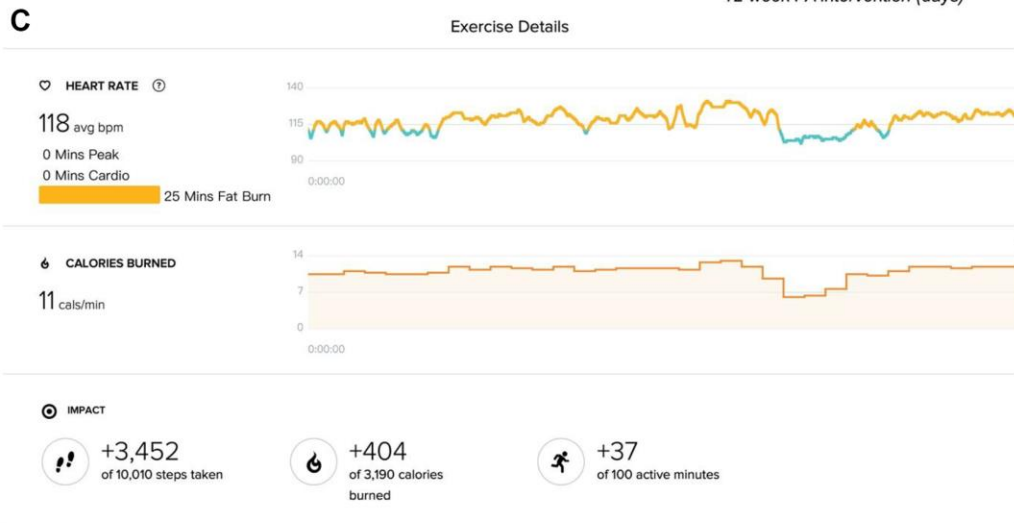 C
Exercise Details
HEART RATE ?
118 avg bpm
0 Mins Peak
0 Mins Cardio
25 Mins Fat Burn
140
115
90
0:00:00
CALORIES BURNED
11 cals/min
14
7
0
0:00:00
IMPACT
+3,452
of 10,010 steps taken
+404
of 3,190 calories
burned
+37
of 100 active minutes